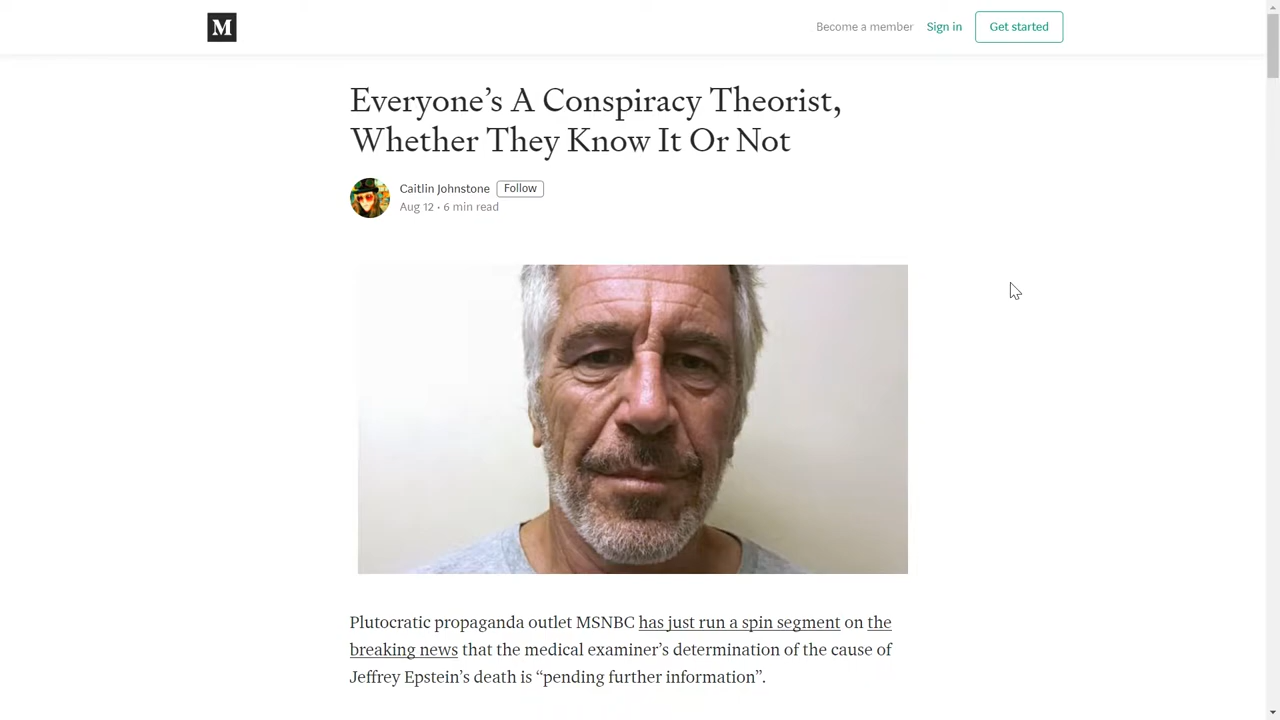 M
Become a member Sign in Get started
Everyone’s A Conspiracy Theorist,
Whether They Know It Or Not
Caitlin Johnstone Follow
Aug 12 · 6 min read
Plutocratic propaganda outlet MSNBC has just run a spin segment on the
breaking news that the medical examiner’s determination of the cause of
Jeffrey Epstein’s death is “pending further information”.